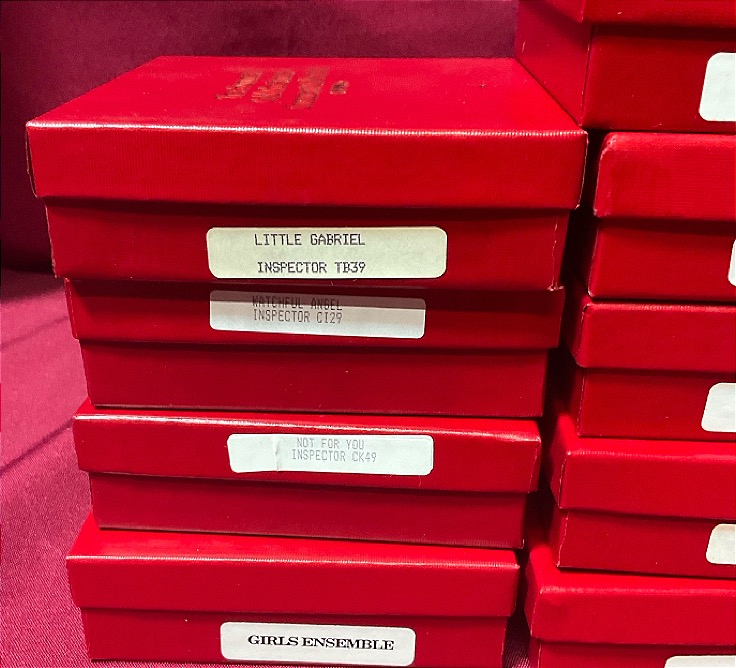 LITTLE GABRIEL
INSPECTOR TB39
WATCHFUL ANGEL
INSPECTOR CI29
NOT FOR YOU
INSPECTOR CK49
GIRLS ENSEMBLE